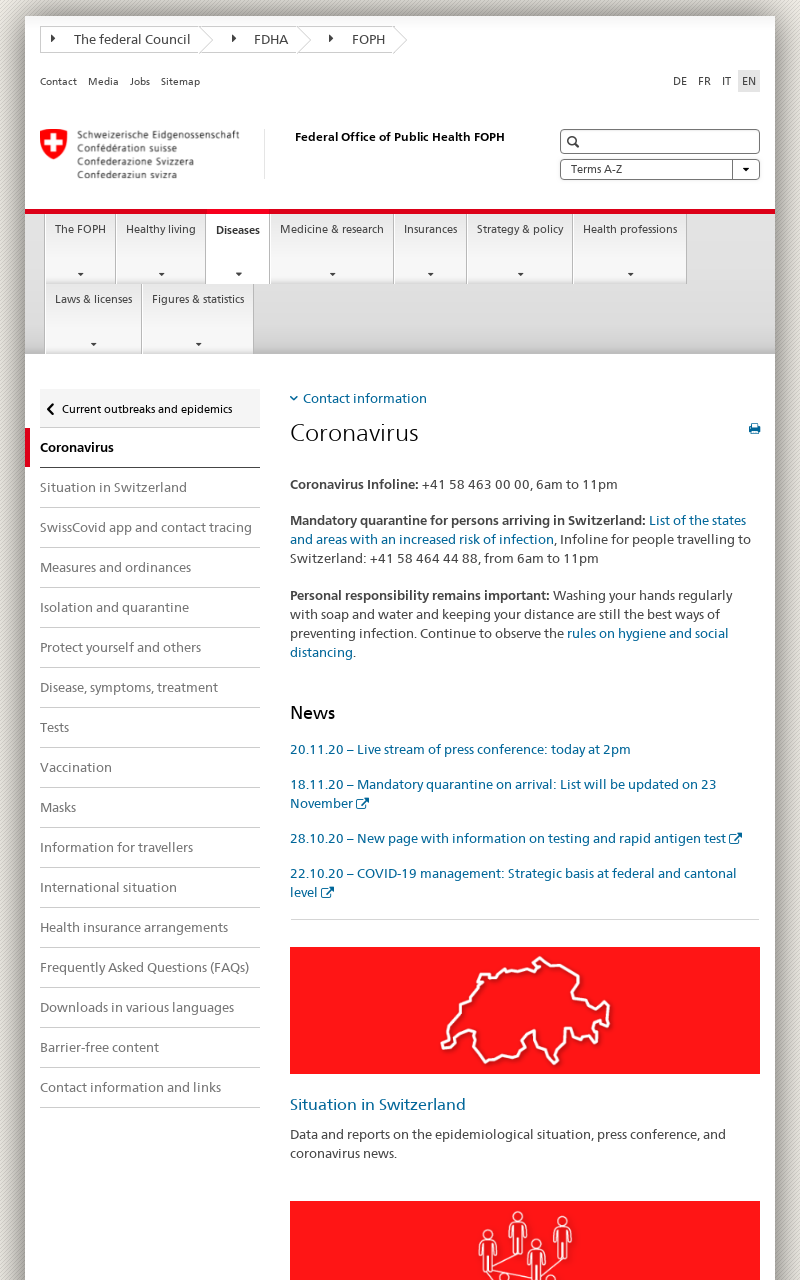 The federal Council
FDHA
FOPH
Contact Media Jobs Sitemap
DE FR IT EN
Schweizerische Eidgenossenschaft
Confédération suisse
Confederazione Svizzera
Confederaziun svizra
Federal Office of Public Health FOPH
Terms A-Z
The FOPH
Healthy living
Diseases
Medicine & research
Insurances
Strategy & policy
Health professions
Laws & licenses
Figures & statistics
Current outbreaks and epidemics
Coronavirus
Situation in Switzerland
SwissCovid app and contact tracing
Measures and ordinances
Isolation and quarantine
Protect yourself and others
Disease, symptoms, treatment
Tests
Vaccination
Masks
Information for travellers
International situation
Health insurance arrangements
Frequently Asked Questions (FAQs)
Downloads in various languages
Barrier-free content
Contact information and links
Contact information
Coronavirus
Coronavirus Infoline: +41 58 463 00 00, 6am to 11pm
Mandatory quarantine for persons arriving in Switzerland: List of the states
and areas with an increased risk of infection, Infoline for people travelling to
Switzerland: +41 58 464 44 88, from 6am to 11pm
Personal responsibility remains important: Washing your hands regularly
with soap and water and keeping your distance are still the best ways of
preventing infection. Continue to observe the rules on hygiene and social
distancing.
News
20.11.20 – Live stream of press conference: today at 2pm
18.11.20 – Mandatory quarantine on arrival: List will be updated on 23
November
28.10.20 – New page with information on testing and rapid antigen test
22.10.20 – COVID-19 management: Strategic basis at federal and cantonal
level
Situation in Switzerland
Data and reports on the epidemiological situation, press conference, and
coronavirus news.